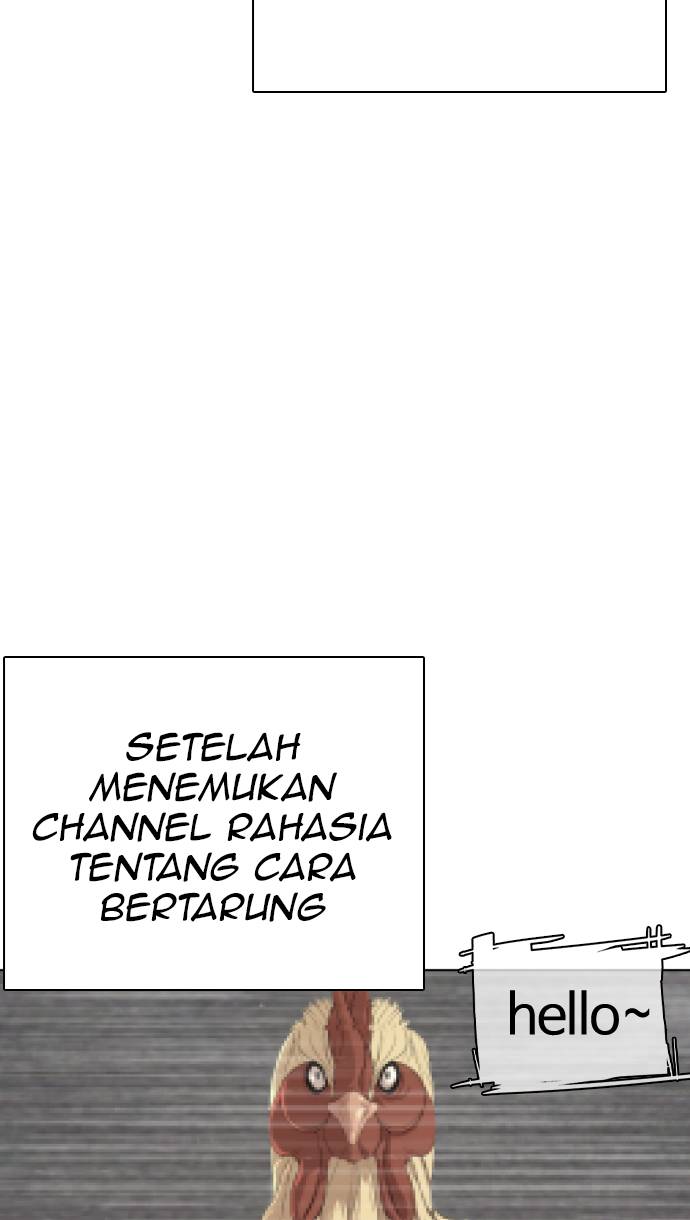 SETELAH
MENEMUKAN
CHANNEL RAHASIA
TENTANG CARA
BERTARUNG
hello~